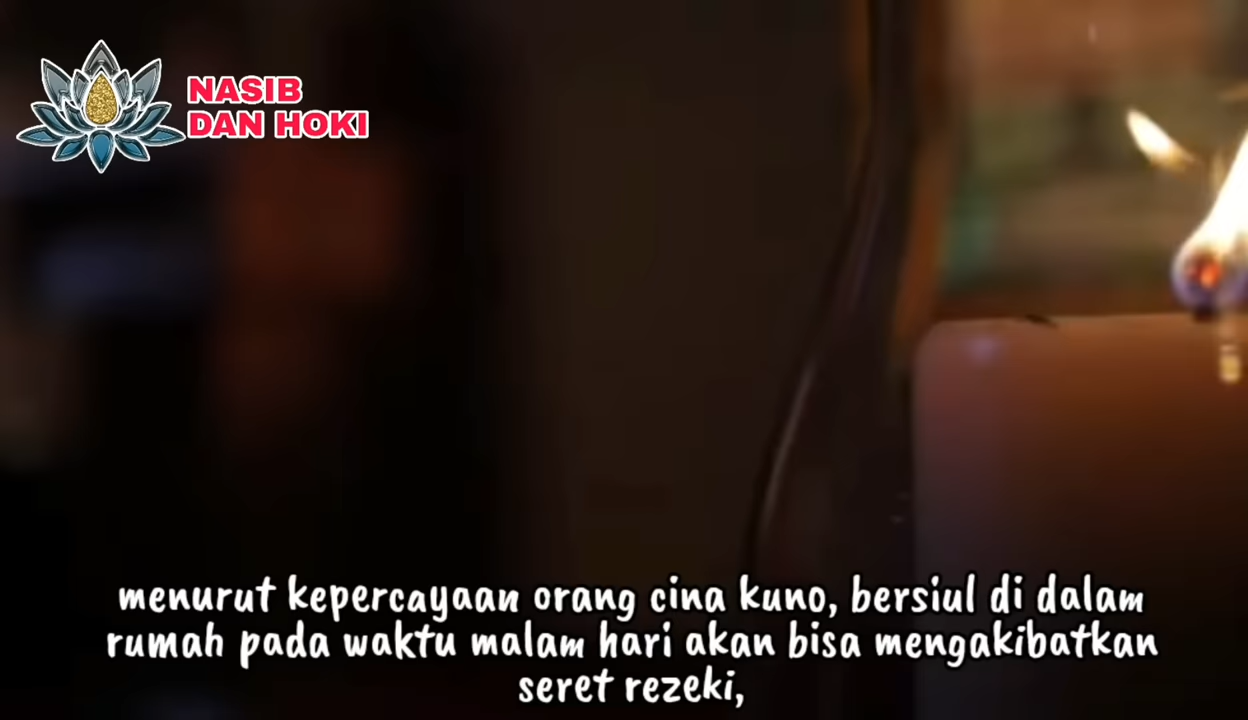 NASIB
DAN HOKI
menurut kepercayaan orang cina kuno, bersiul di dalam
rumah pada waktu malam hari akan bisa mengakibatkan
seret rezeki,